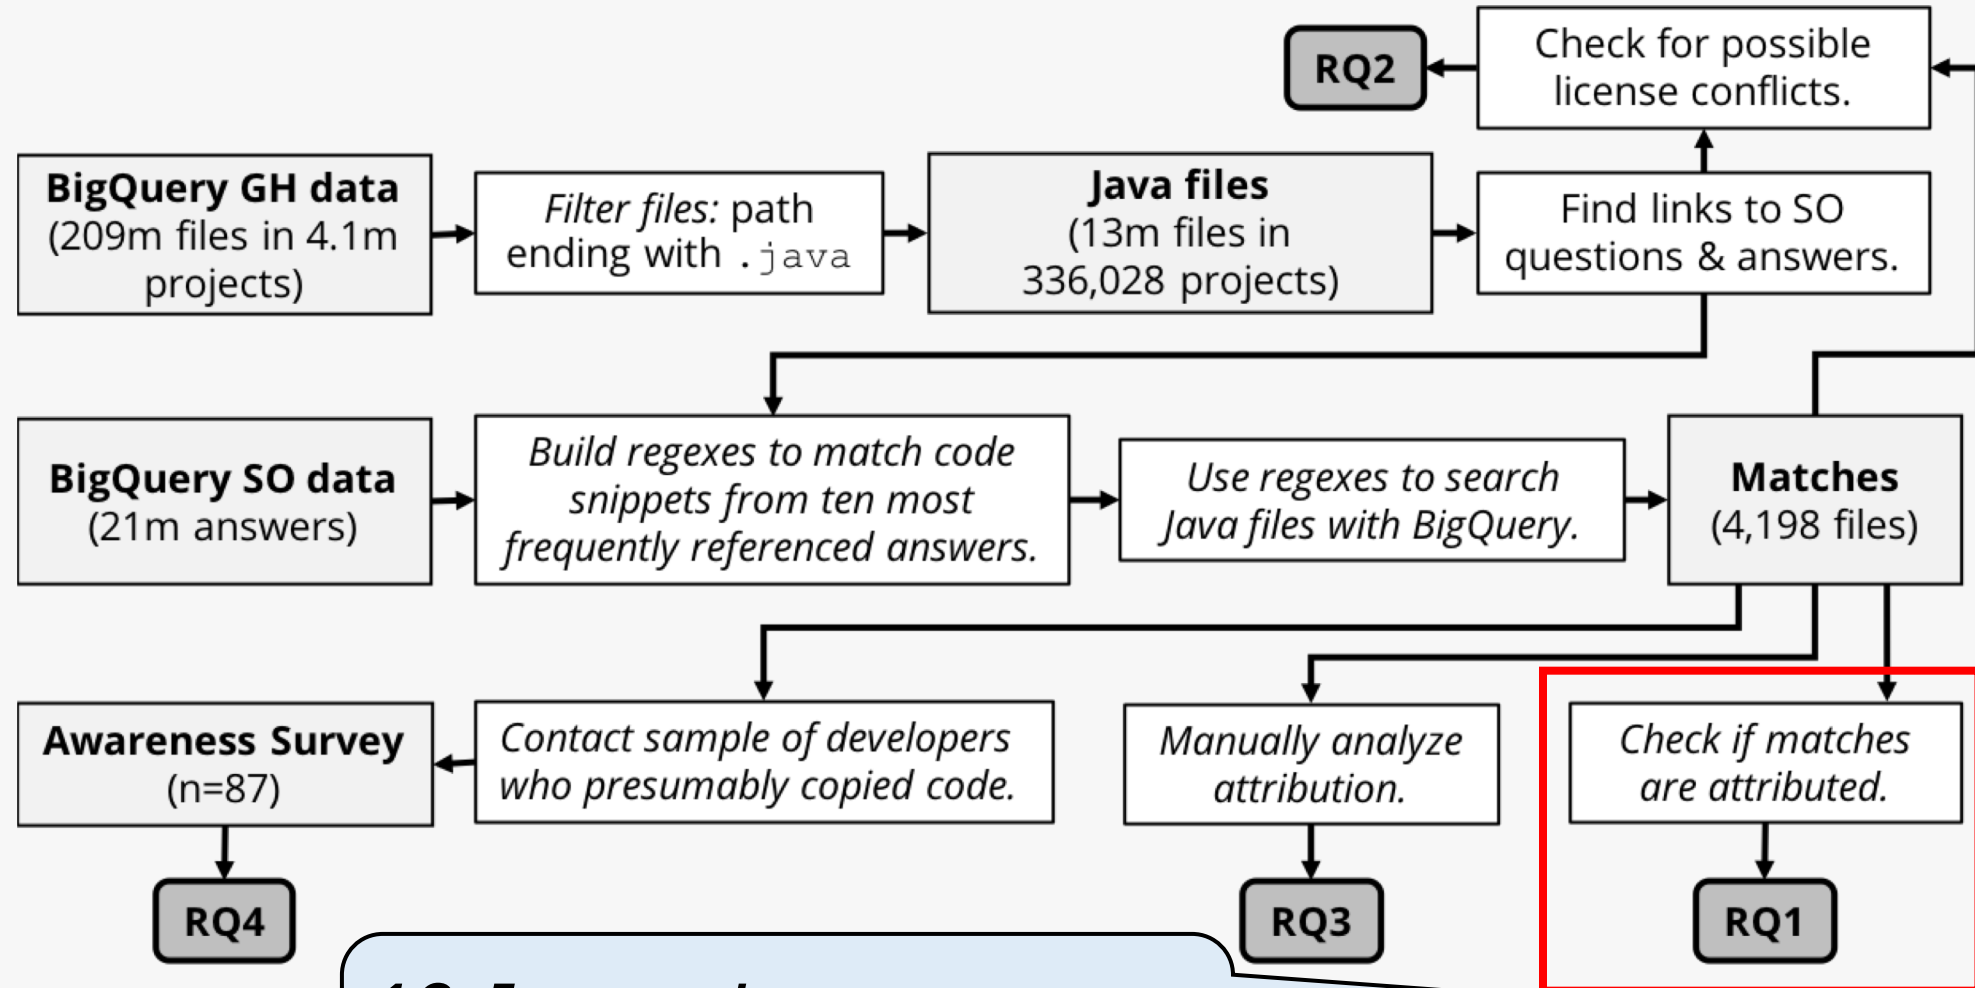 RQ2
Check for possible
license conflicts.
BigQuery GH data
(209m files in 4.1m
projects)
Filter files: path
ending with .java
Java files
(13m files in
336,028 projects)
Find links to SO
questions & answers.
BigQuery SO data
(21m answers)
Build regexes to match code
snippets from ten most
frequently referenced answers.
Use regexes to search
Java files with BigQuery.
Matches
(4,198 files)
Awareness Survey
(n=87)
Contact sample of developers
who presumably copied code.
Manually analyze
attribution.
Check if matches
are attributed.
RQ4
RQ3
RQ1